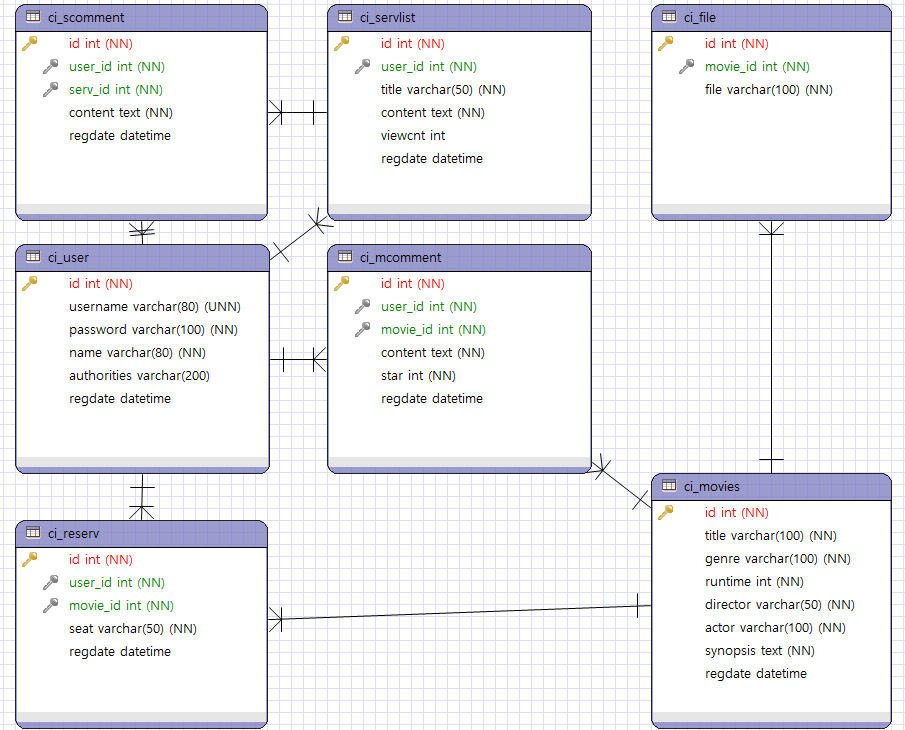 ci_scomment
id int (NN)
user_id int (NN)
serv_id int (NN)
content text (NN)
regdate datetime
ci_servlist
id int (NN)
user_id int (NN)
title varchar(50) (NN)
content text (NN)
viewcnt int
regdate datetime
ci_file
id int (NN)
movie_id int (NN)
file varchar(100) (NN)
ci_user
id int (NN)
username varchar(80) (UNN)
password varchar(100) (NN)
name varchar(80) (NN)
authorities varchar(200)
regdate datetime
ci_mcomment
id int (NN)
user_id int (NN)
movie_id int (NN)
content text (NN)
star int (NN)
regdate datetime
ci_reserv
id int (NN)
user_id int (NN)
movie_id int (NN)
seat varchar(50) (NN)
regdate datetime
ci_movies
id int (NN)
title varchar(100) (NN)
genre varchar(100) (NN)
runtime int (NN)
director varchar(50) (NN)
actor varchar(100) (NN)
synopsis text (NN)
regdate datetime